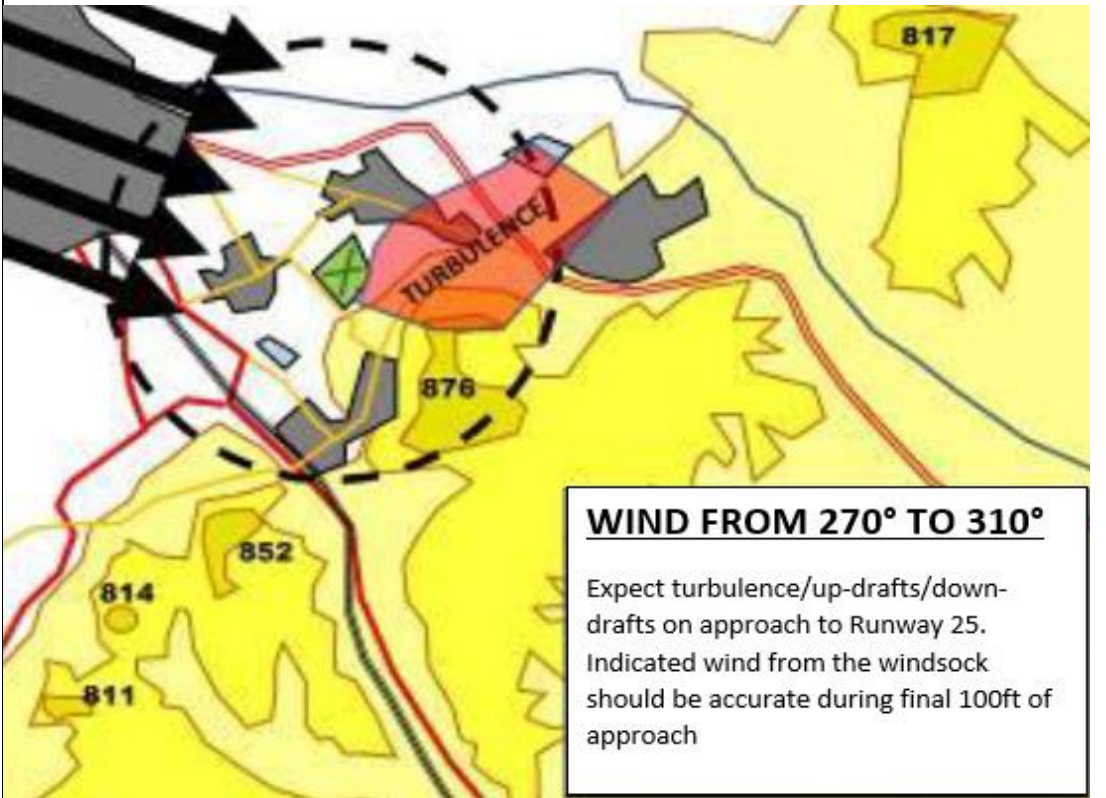 817
TURBULENCE
876
WIND FROM 270° TO 310°
Expect turbulence/up-drafts/down-
drafts on approach to Runway 25.
Indicated wind from the windsock
should be accurate during final 100ft of
approach
852
814
811